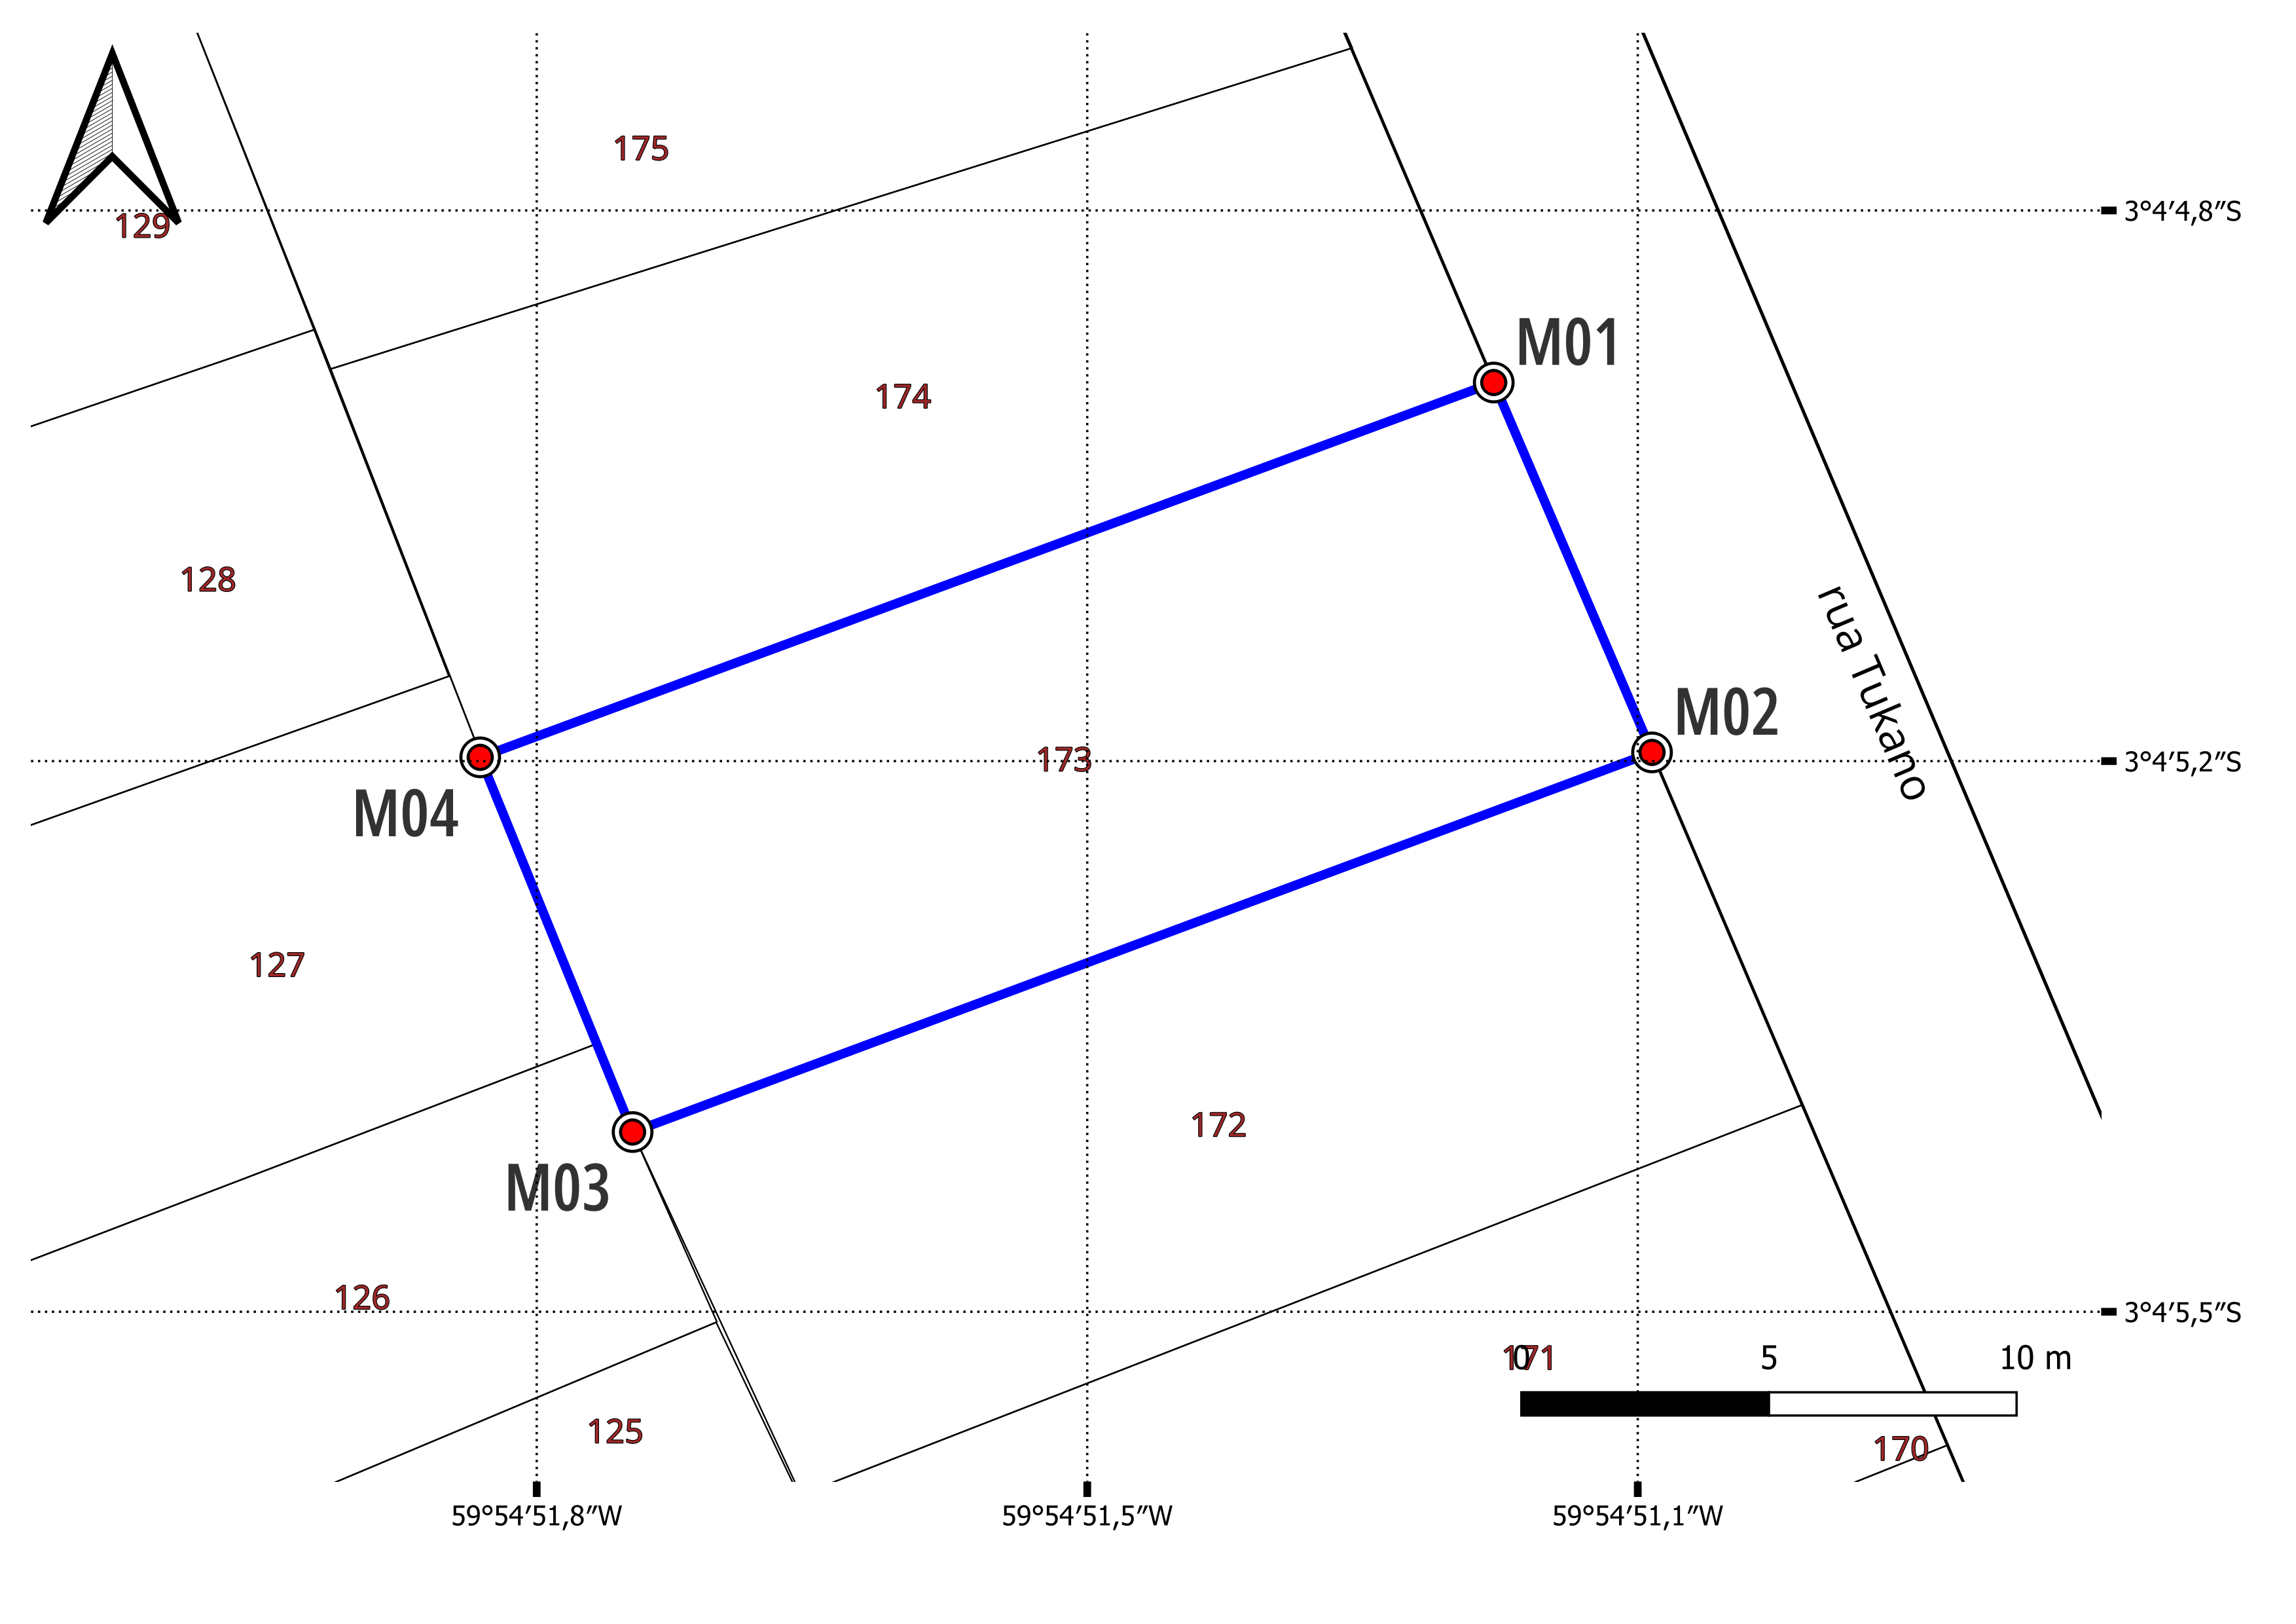 175
129
3°4′4,8″S
M01
174
128
rua Tukano
M02
173
3°4′5,2″S
M04
127
172
M03
126
3°4′5,5″S
171
0 5 10 m
125
170
59°54′51,8″W 59°54′51,5″W 59°54′51,1″W